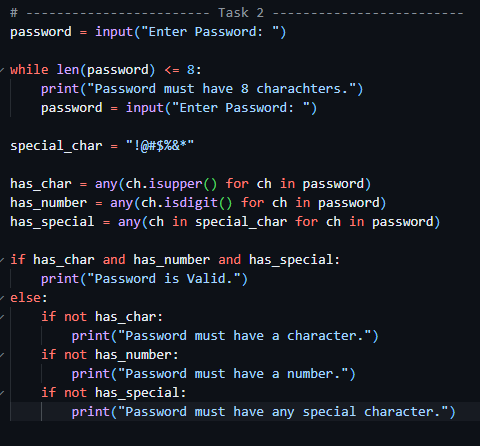 # ------------------------ Task 2 -------------------------
password = input("Enter Password: ")
while len(password) <= 8:
print("Password must have 8 charachters.")
password = input("Enter Password: ")
special_char = "!@#$%&*"
has_char = any(ch.isupper() for ch in password)
has_number = any(ch.isdigit() for ch in password)
has_special = any(ch in special_char for ch in password)
if has_char and has_number and has_special:
print("Password is Valid.")
else:
if not has_char:
print("Password must have a character.")
if not has_number:
print("Password must have a number.")
if not has_special:
print("Password must have any special character.")